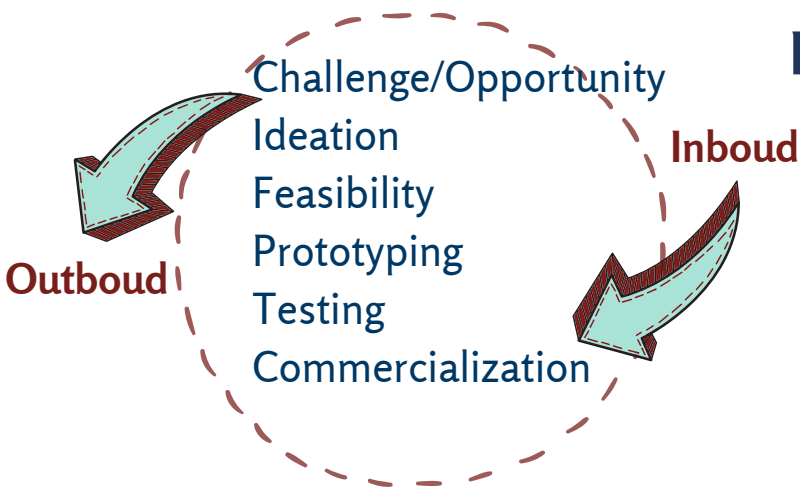 Challenge/Opportunity
Ideation
Inboud
Feasibility
Prototyping
Outboud
Testing
Commercialization